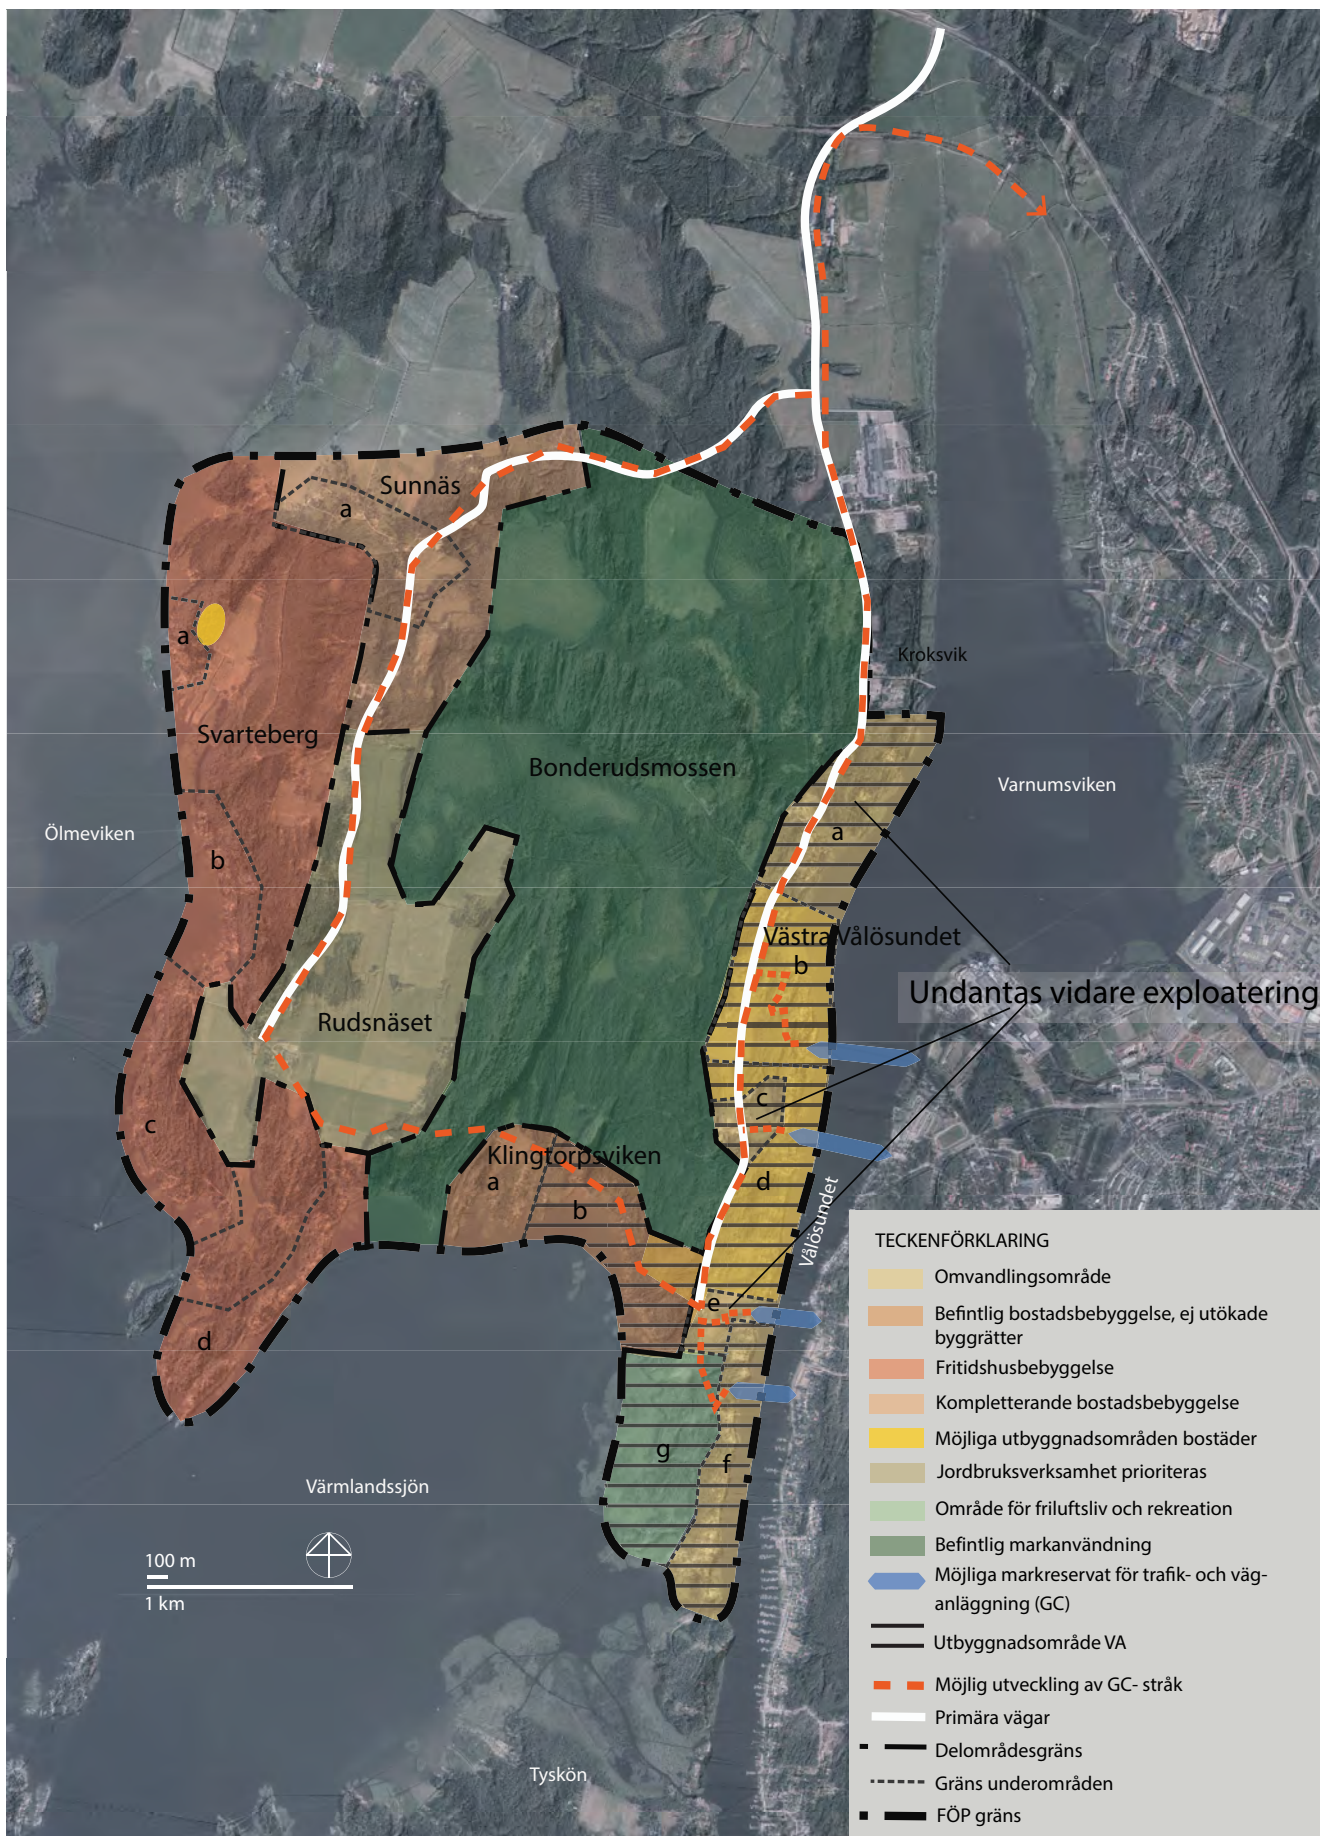 Sunnäs
a
a
Kroksvik
Svarteberg
Bonderudsmossen
Varnumsviken
Ölmeviken
a
b
Västra Vålösundet
b
Undantas vidare exploatering
Rudsnäset
c
c
Klingtorpsviken
a
b
d
Vålösundet
e
d
g
f
Värmlandssjön
100 m
1 km
Tyskön
TECKENFÖRKLARING
Omvandlingsområde
Befintlig bostadsbebyggelse, ej utökade
byggrätter
Fritidshusbebyggelse
Kompletterande bostadsbebyggelse
Möjliga utbyggnadsområden bostäder
Jordbruksverksamhet prioriteras
Område för friluftsliv och rekreation
Befintlig markanvändning
Möjliga markreservat för trafik- och väg-
anläggning (GC)
Utbyggnadsområde VA
Möjlig utveckling av GC- stråk
Primära vägar
Delområdesgräns
Gräns underområden
FÖP gräns